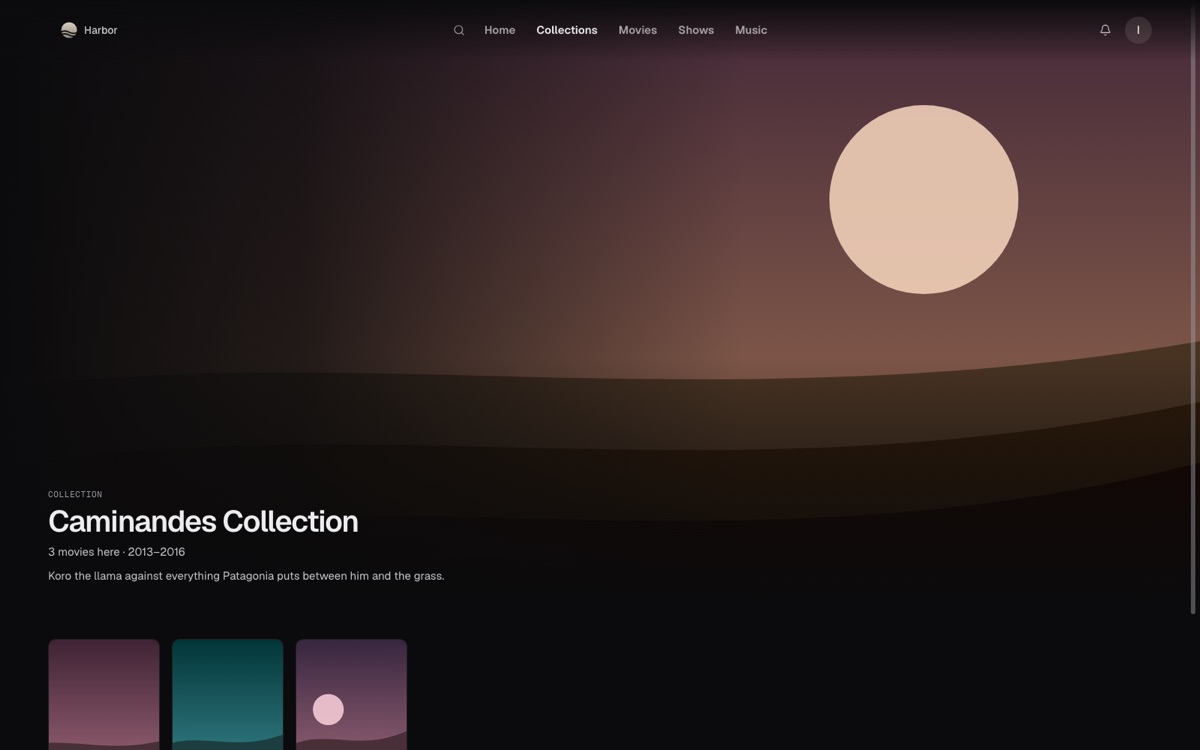 Harbor
Home
Collections
Movies
Shows
Music
I
COLLECTION
Caminandes Collection
3 movies here · 2013–2016
Koro the llama against everything Patagonia puts between him and the grass.